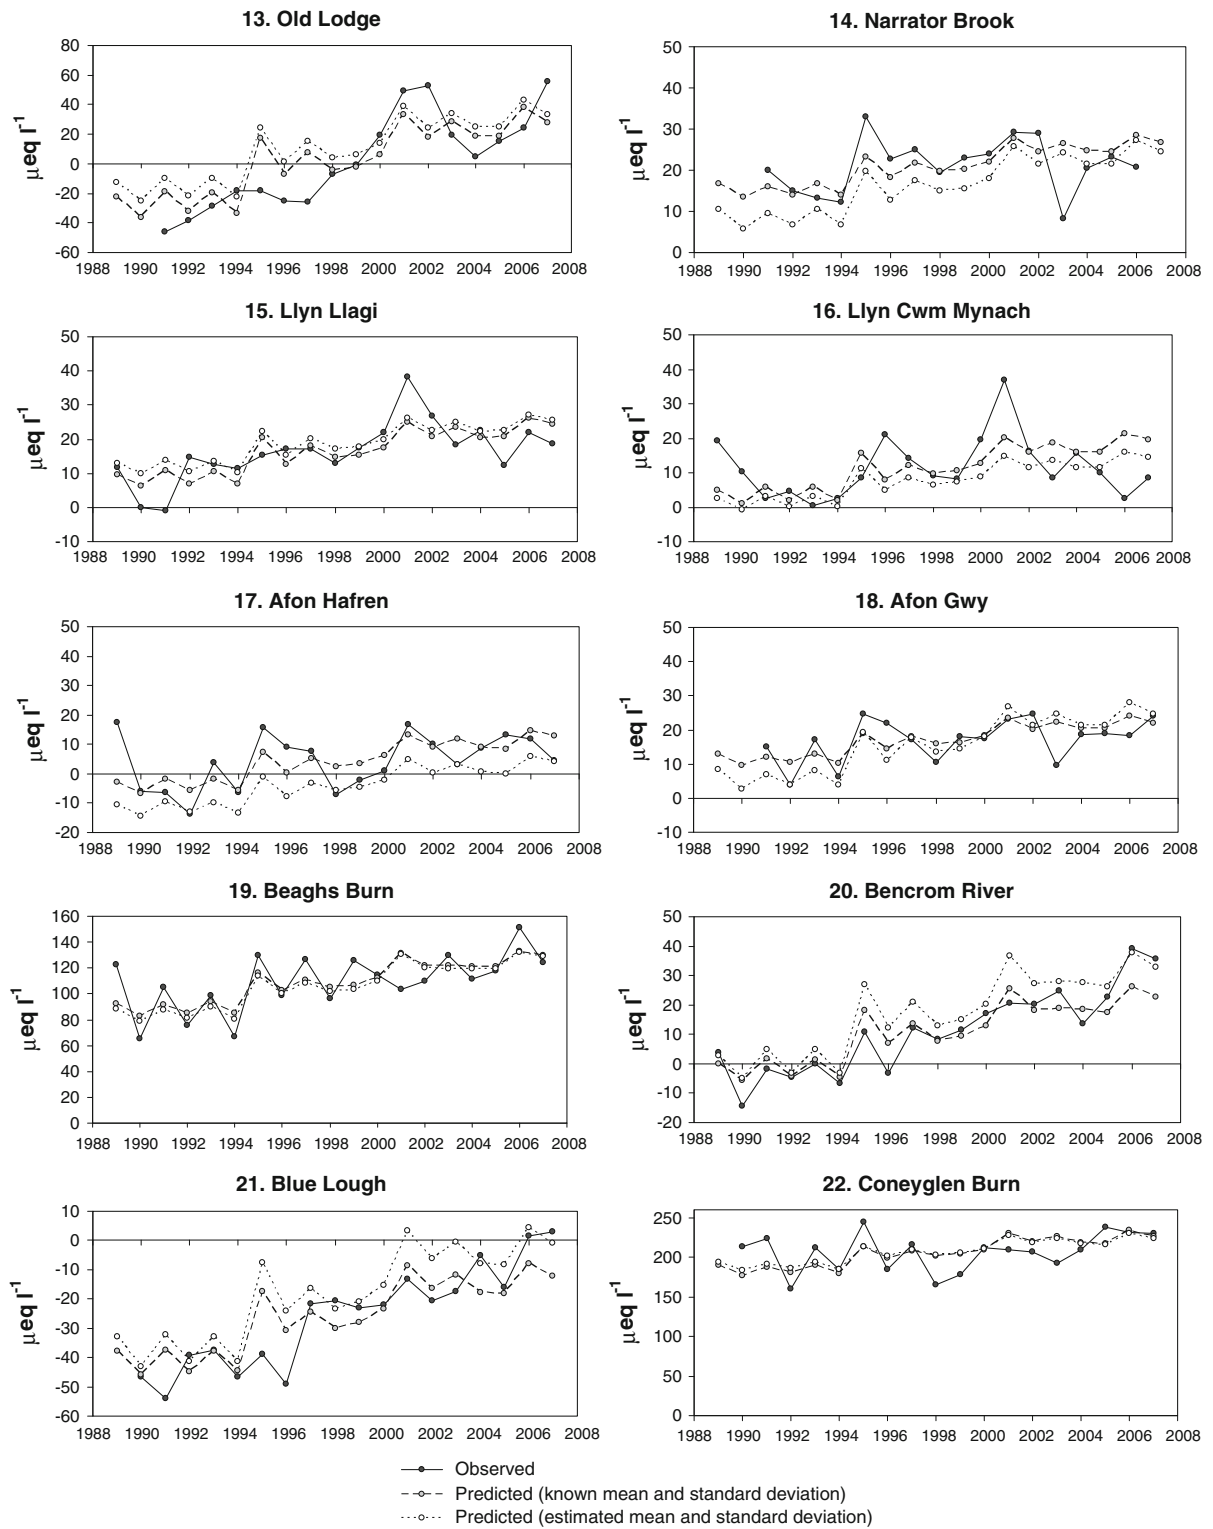 13. Old Lodge
14. Narrator Brook
80
60
40
20
0
-20
-40
-60
μeq l-1
1988 1990 1992 1994 1996 1998 2000 2002 2004 2006 2008
50
40
30
20
10
0
μeq l-1
1988 1990 1992 1994 1996 1998 2000 2002 2004 2006 2008
15. Llyn Llagi
16. Llyn Cwm Mynach
50
40
30
20
10
0
-10
μeq l-1
1988 1990 1992 1994 1996 1998 2000 2002 2004 2006 2008
50
40
30
20
10
0
-10
μeq l-1
1988 1990 1992 1994 1996 1998 2000 2002 2004 2006 2008
17. Afon Hafren
18. Afon Gwy
50
40
30
20
10
0
-10
-20
μeq l-1
1988 1990 1992 1994 1996 1998 2000 2002 2004 2006 2008
50
40
30
20
10
0
-10
μeq l-1
1988 1990 1992 1994 1996 1998 2000 2002 2004 2006 2008
19. Beaghs Burn
20. Bencrom River
160
140
120
100
80
60
40
20
0
μeq l-1
1988 1990 1992 1994 1996 1998 2000 2002 2004 2006 2008
50
40
30
20
10
0
-10
-20
μeq l-1
1988 1990 1992 1994 1996 1998 2000 2002 2004 2006 2008
21. Blue Lough
22. Coneyglen Burn
10
0
-10
-20
-30
-40
-50
-60
μeq l-1
1988 1990 1992 1994 1996 1998 2000 2002 2004 2006 2008
250
200
150
100
50
0
μeq l-1
1988 1990 1992 1994 1996 1998 2000 2002 2004 2006 2008
Observed
Predicted (known mean and standard deviation)
Predicted (estimated mean and standard deviation)